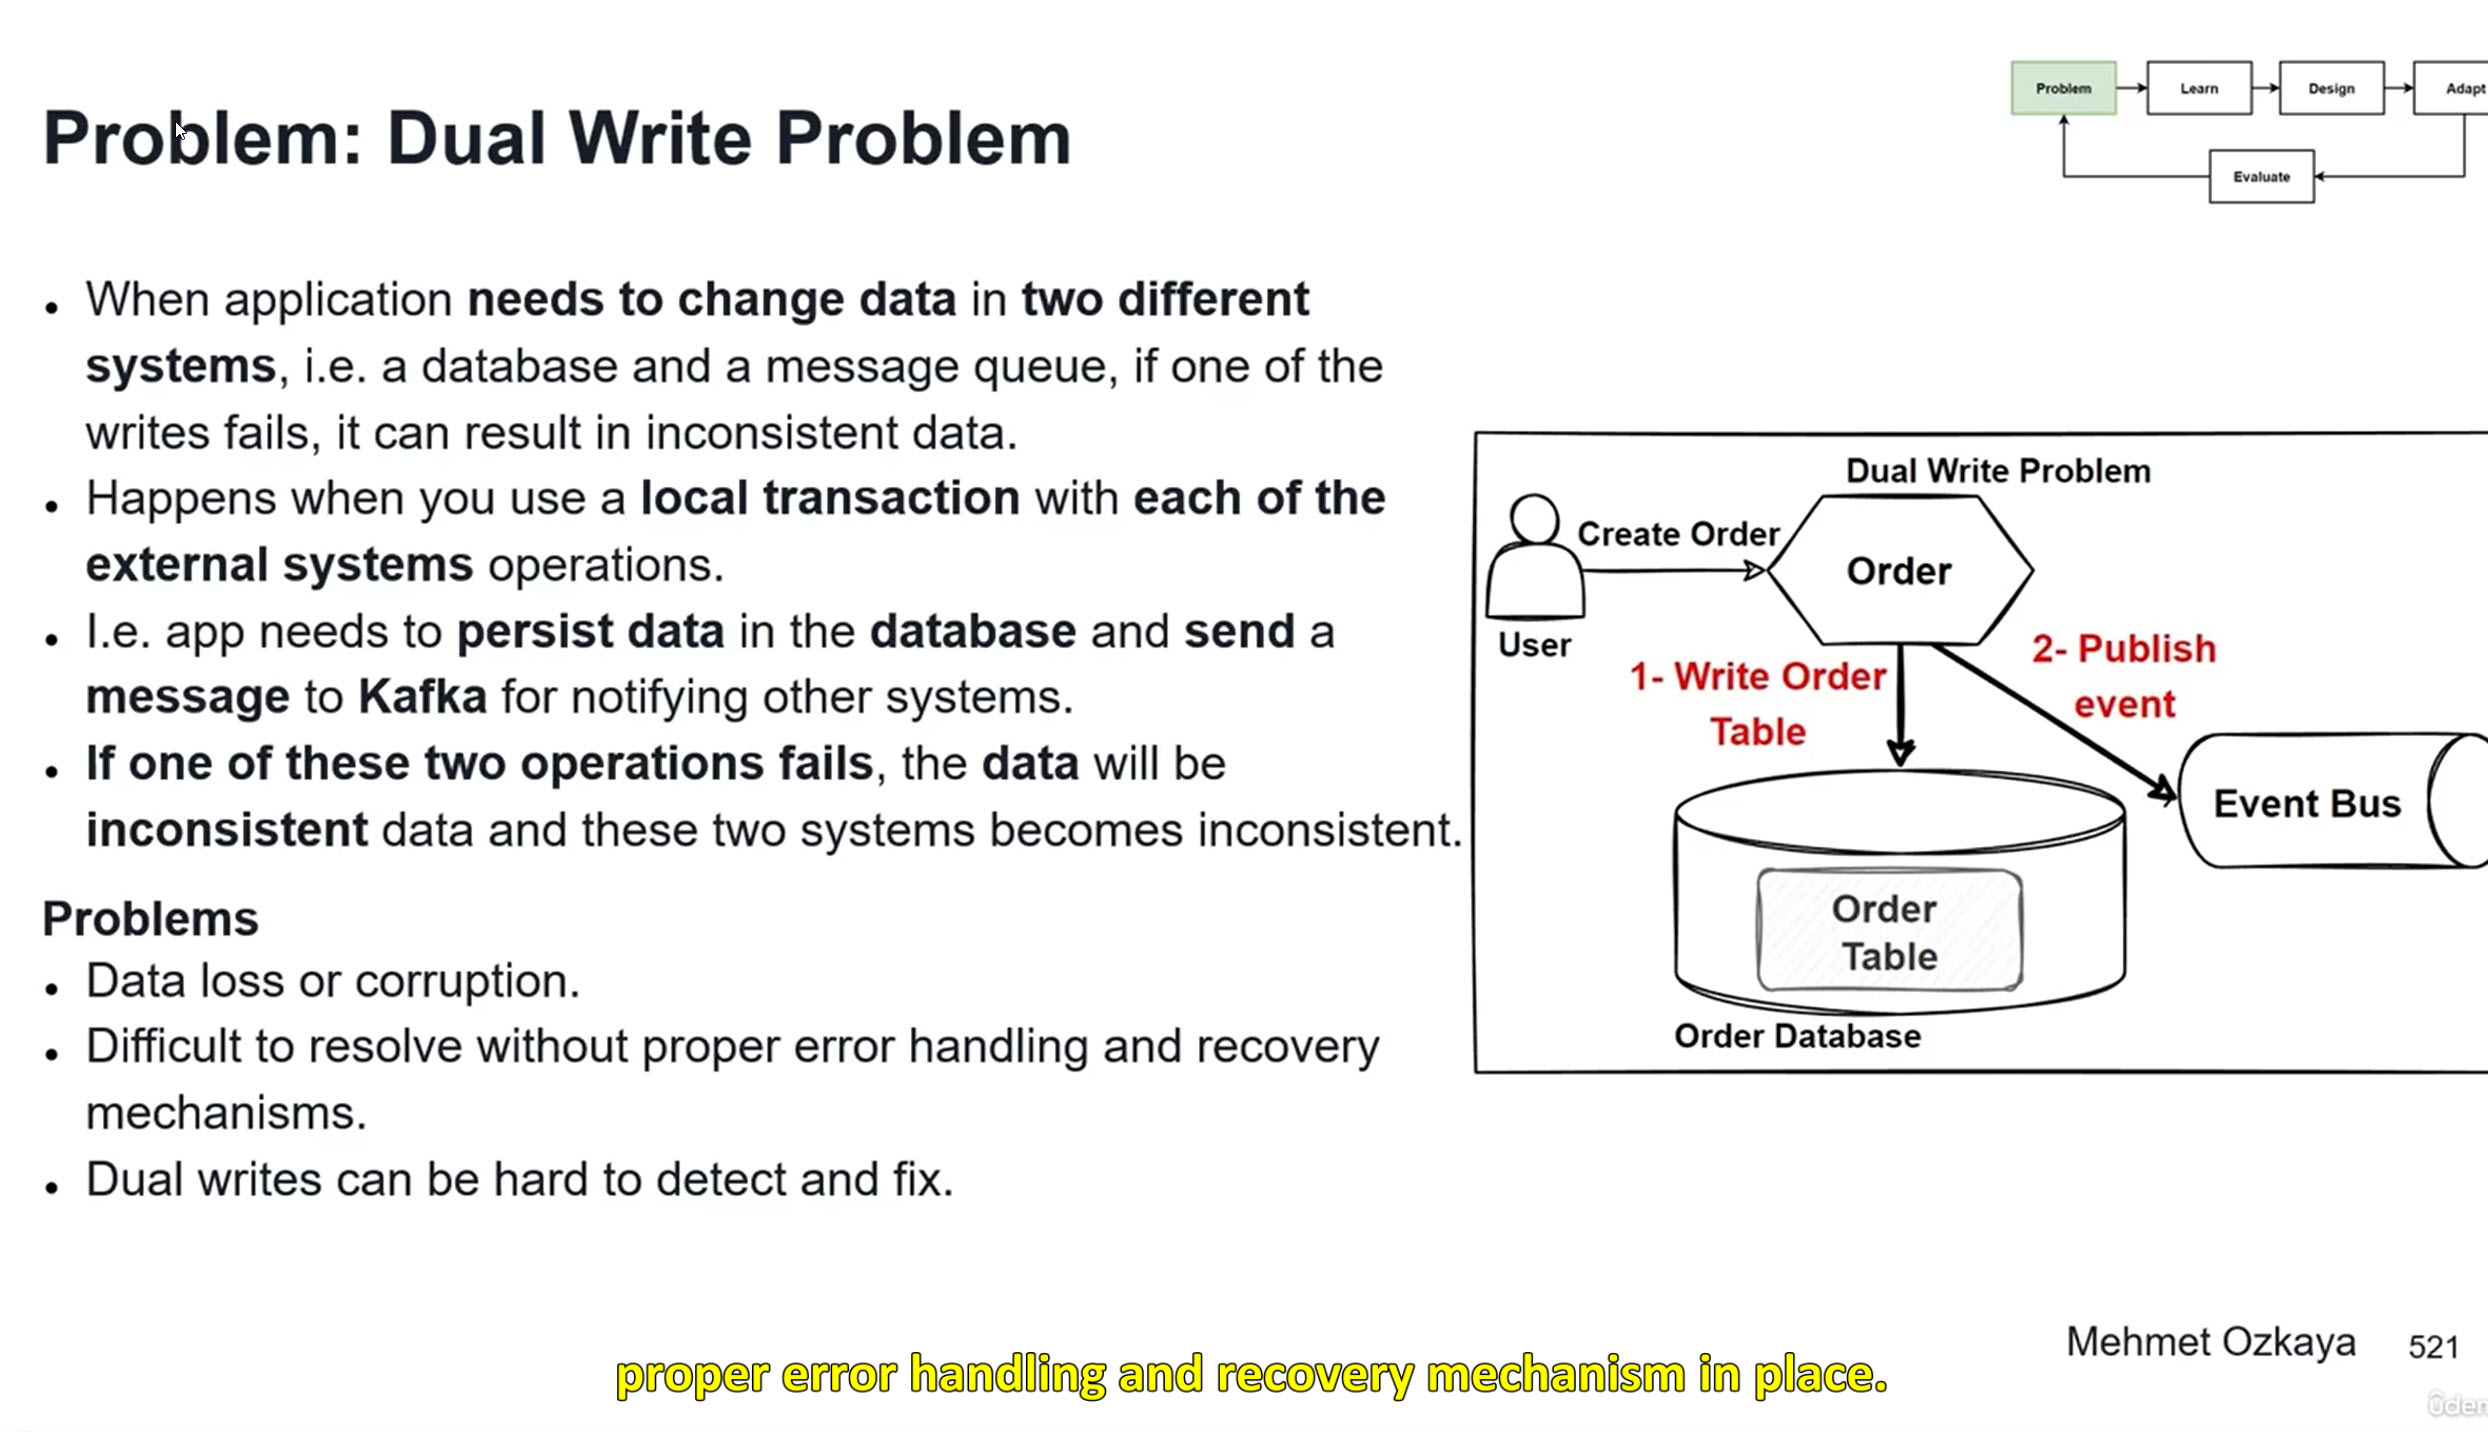 Problem
Learn
Design
Adapt
Evaluate
Problem: Dual Write Problem
• When application needs to change data in two different
systems, i.e. a database and a message queue, if one of the
writes fails, it can result in inconsistent data.
• Happens when you use a local transaction with each of the
external systems operations.
• I.e. app needs to persist data in the database and send a
message to Kafka for notifying other systems.
• If one of these two operations fails, the data will be
inconsistent data and these two systems becomes inconsistent.
Problems
• Data loss or corruption.
• Difficult to resolve without proper error handling and recovery
mechanisms.
• Dual writes can be hard to detect and fix.
Dual Write Problem
Create Order
Order
User
1- Write Order
Table
2- Publish
event
Event Bus
Order
Table
Order Database
Mehmet Ozkaya 521
proper error handling and recovery mechanism in place.